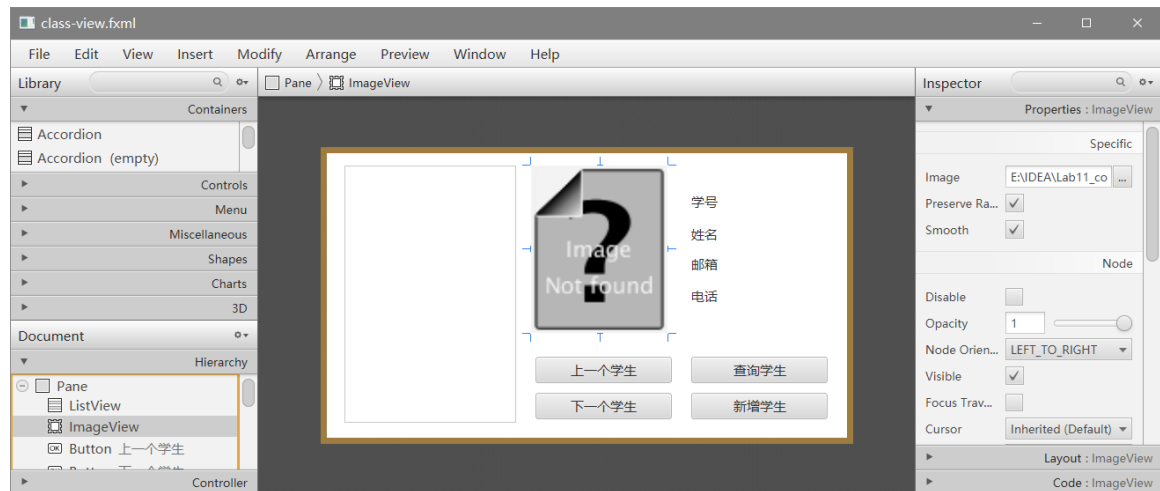 class-view.fxml
File Edit View Insert Modify Arrange Preview Window Help
Library
Pane
ImageView
Inspector
Containers
Accordion
Accordion (empty)
Controls
Menu
Miscellaneous
Shapes
Charts
3D
Document
Hierarchy
Pane
ListView
ImageView
OK Button 上一个学生
Controller
Image
Not found
学号
姓名
邮箱
电话
上一个学生 查询学生
下一个学生 新增学生
Properties : ImageView
Specific
Image E:\IDEA\Lab11_co ...
Preserve Ra...
Smooth
Node
Disable
Opacity 1
Node Orien... LEFT_TO_RIGHT
Visible
Focus Trav...
Cursor Inherited (Default)
Layout : ImageView
Code : ImageView